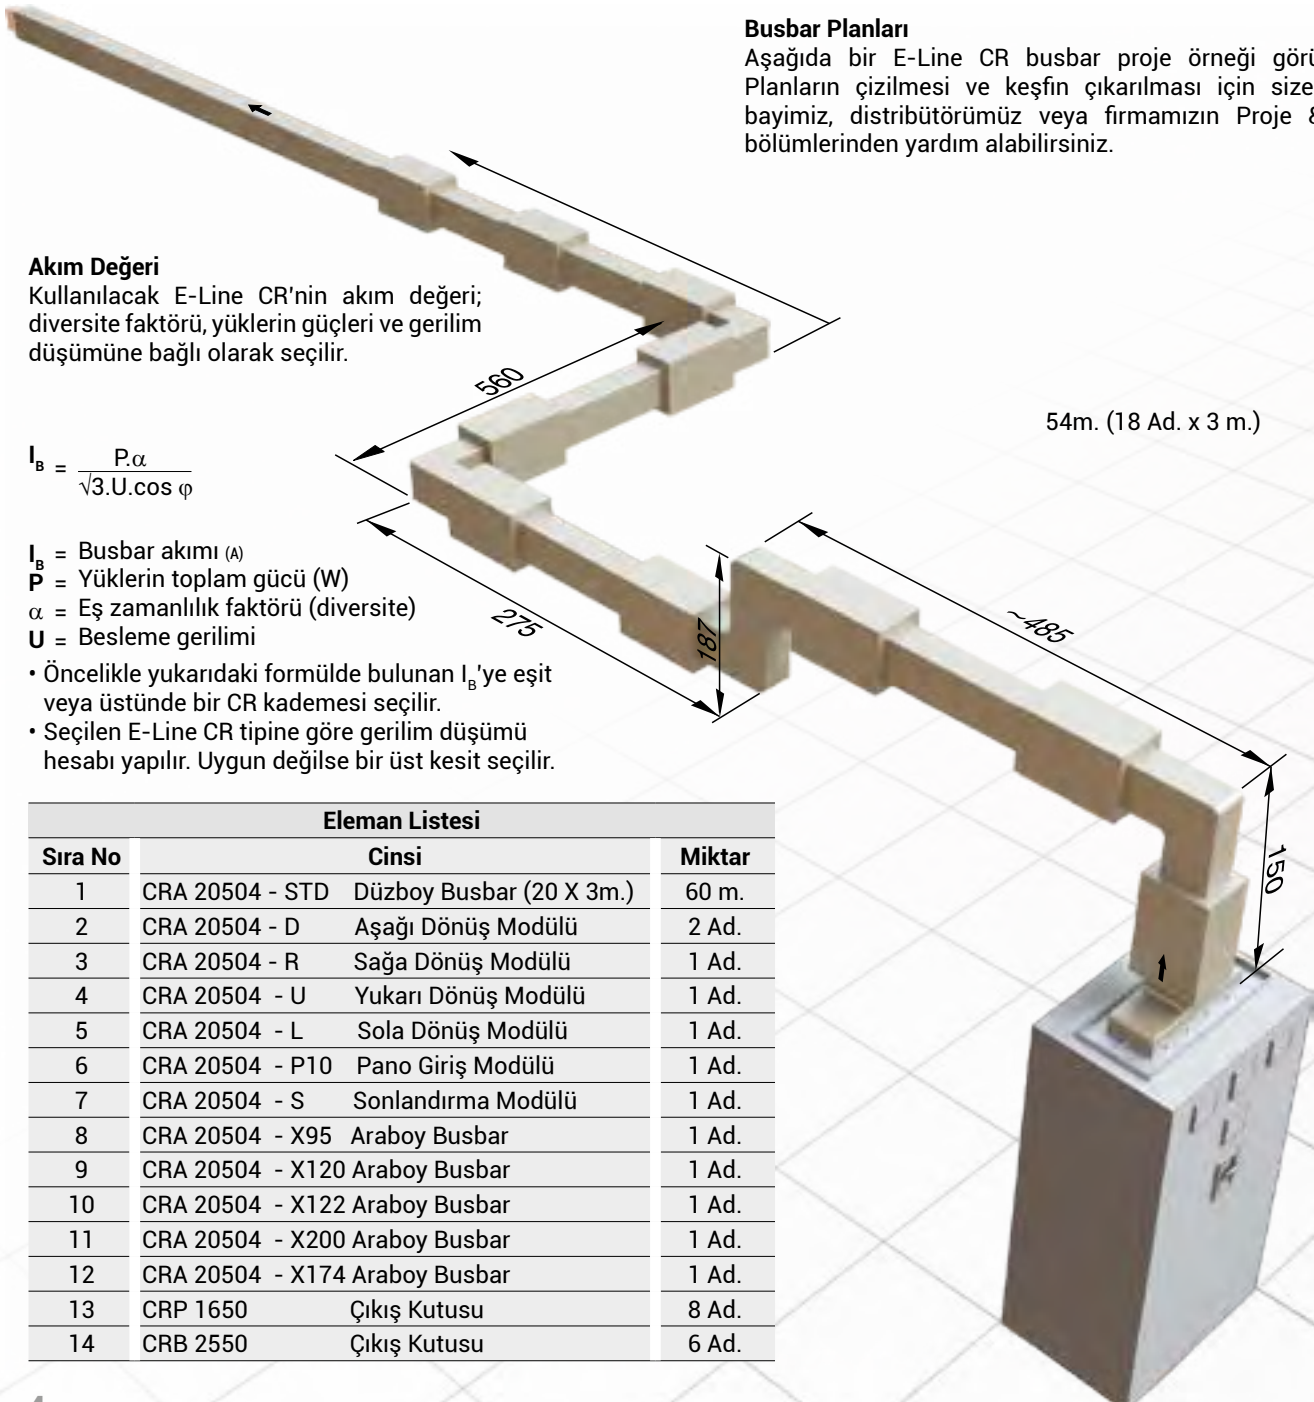 Busbar Planları
Aşağıda bir E-Line CR busbar proje örneği görü
Planların çizilmesi ve keşfin çıkarılması için size
bayimiz, distribütörümüz veya firmamızın Proje &
bölümlerinden yardım alabilirsiniz.
Akım Değeri
Kullanılacak E-Line CR'nin akım değeri;
diversite faktörü, yüklerin güçleri ve gerilim
düşümüne bağlı olarak seçilir.
560
54m. (18 Ad. x 3 m.)
I_B = P.α / √3.U.cos φ
I_B = Busbar akımı (A)
P = Yüklerin toplam gücü (W)
α = Eş zamanlılık faktörü (diversite)
U = Besleme gerilimi
275
187
~485
150
• Öncelikle yukarıdaki formülde bulunan I_B'ye eşit
veya üstünde bir CR kademesi seçilir.
• Seçilen E-Line CR tipine göre gerilim düşümü
hesabı yapılır. Uygun değilse bir üst kesit seçilir.
Eleman Listesi
Sıra No Cinsi Miktar
1 CRA 20504 - STD Düzboy Busbar (20 X 3m.) 60 m.
2 CRA 20504 - D Aşağı Dönüş Modülü 2 Ad.
3 CRA 20504 - R Sağa Dönüş Modülü 1 Ad.
4 CRA 20504 - U Yukarı Dönüş Modülü 1 Ad.
5 CRA 20504 - L Sola Dönüş Modülü 1 Ad.
6 CRA 20504 - P10 Pano Giriş Modülü 1 Ad.
7 CRA 20504 - S Sonlandırma Modülü 1 Ad.
8 CRA 20504 - X95 Araboy Busbar 1 Ad.
9 CRA 20504 - X120 Araboy Busbar 1 Ad.
10 CRA 20504 - X122 Araboy Busbar 1 Ad.
11 CRA 20504 - X200 Araboy Busbar 1 Ad.
12 CRA 20504 - X174 Araboy Busbar 1 Ad.
13 CRP 1650 Çıkış Kutusu 8 Ad.
14 CRB 2550 Çıkış Kutusu 6 Ad.